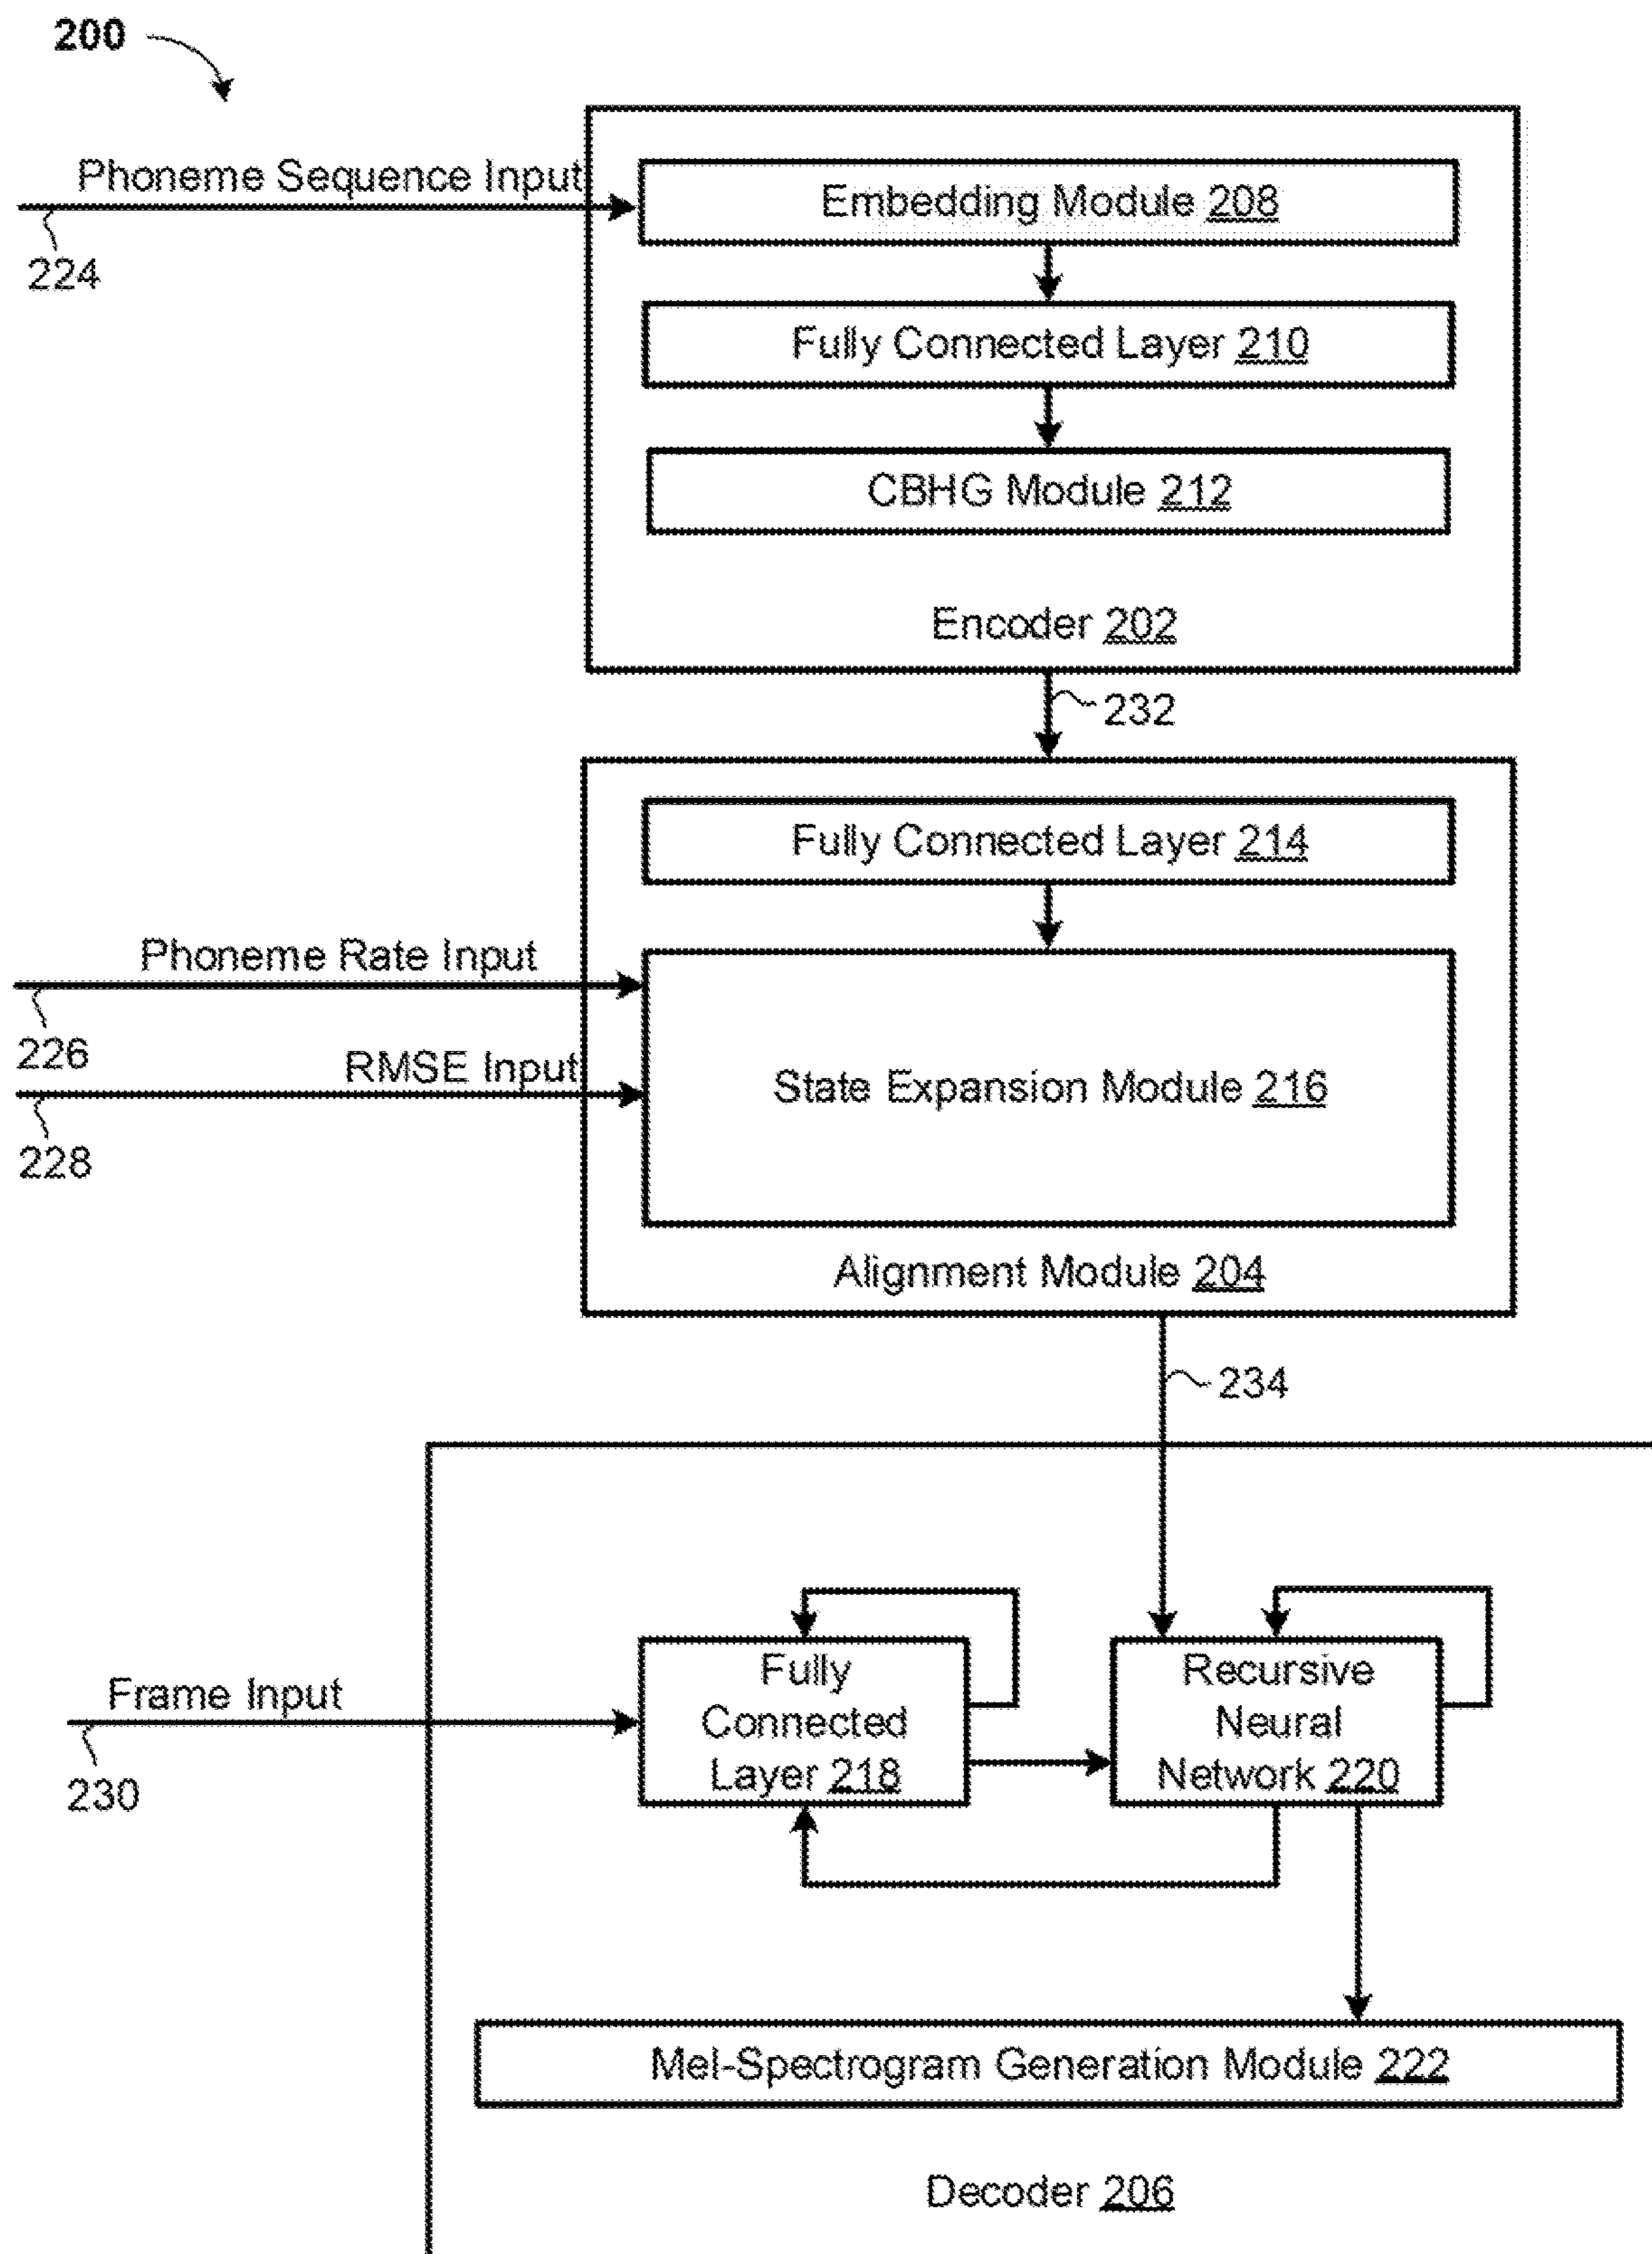 200
Phoneme Sequence Input
224
Embedding Module 208
Fully Connected Layer 210
CBHG Module 212
Encoder 202
232
Fully Connected Layer 214
Phoneme Rate Input
226
RMSE Input
228
State Expansion Module 216
Alignment Module 204
234
Frame Input
230
Fully
Connected
Layer 218
Recursive
Neural
Network 220
Mel-Spectrogram Generation Module 222
Decoder 206